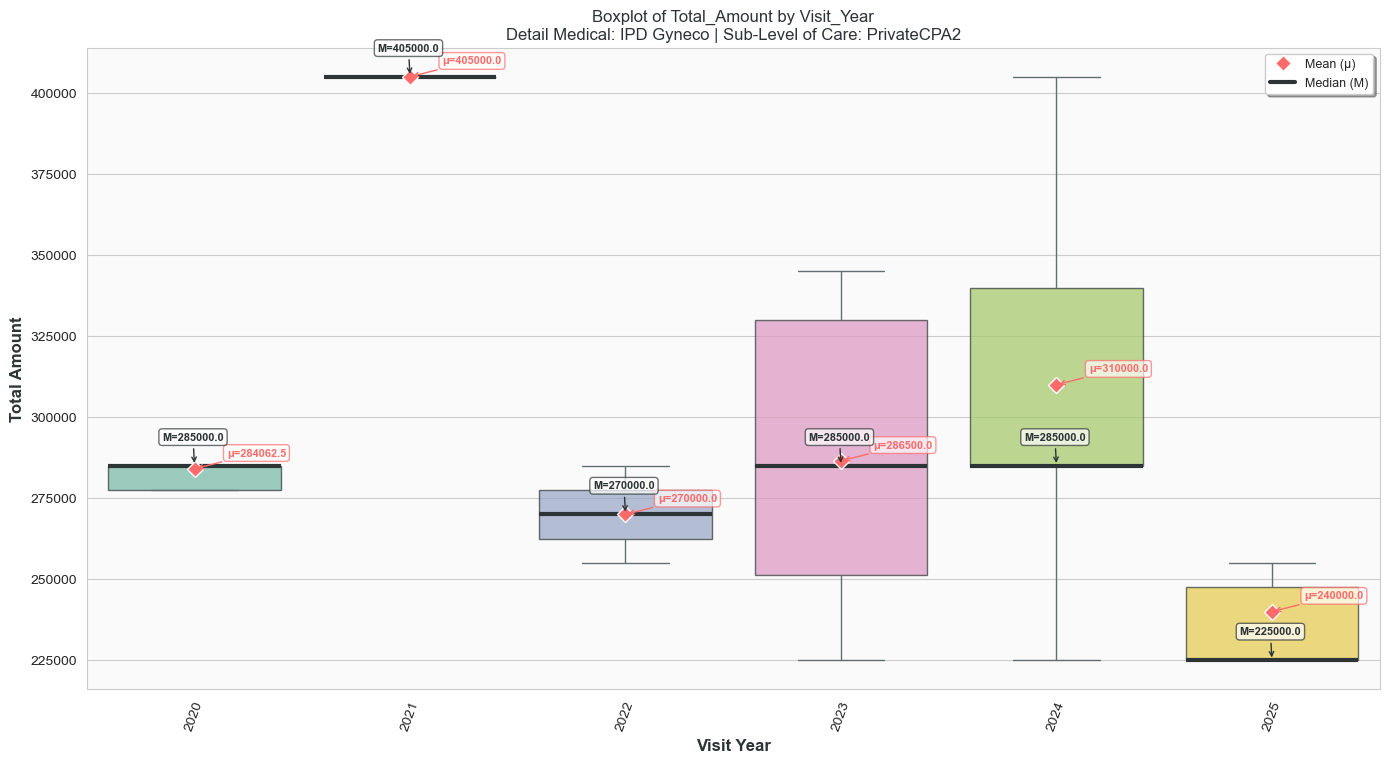 Boxplot of Total_Amount by Visit_Year
Detail Medical: IPD Gyneco | Sub-Level of Care: PrivateCPA2
Mean (μ)
Median (M)
Total Amount
400000
375000
350000
325000
300000
275000
250000
225000
M=285000.0
μ=284062.5
M=405000.0
μ=405000.0
M=270000.0
μ=270000.0
M=285000.0
μ=286500.0
M=285000.0
μ=310000.0
M=225000.0
μ=240000.0
2020
2021
2022
2023
2024
2025
Visit Year